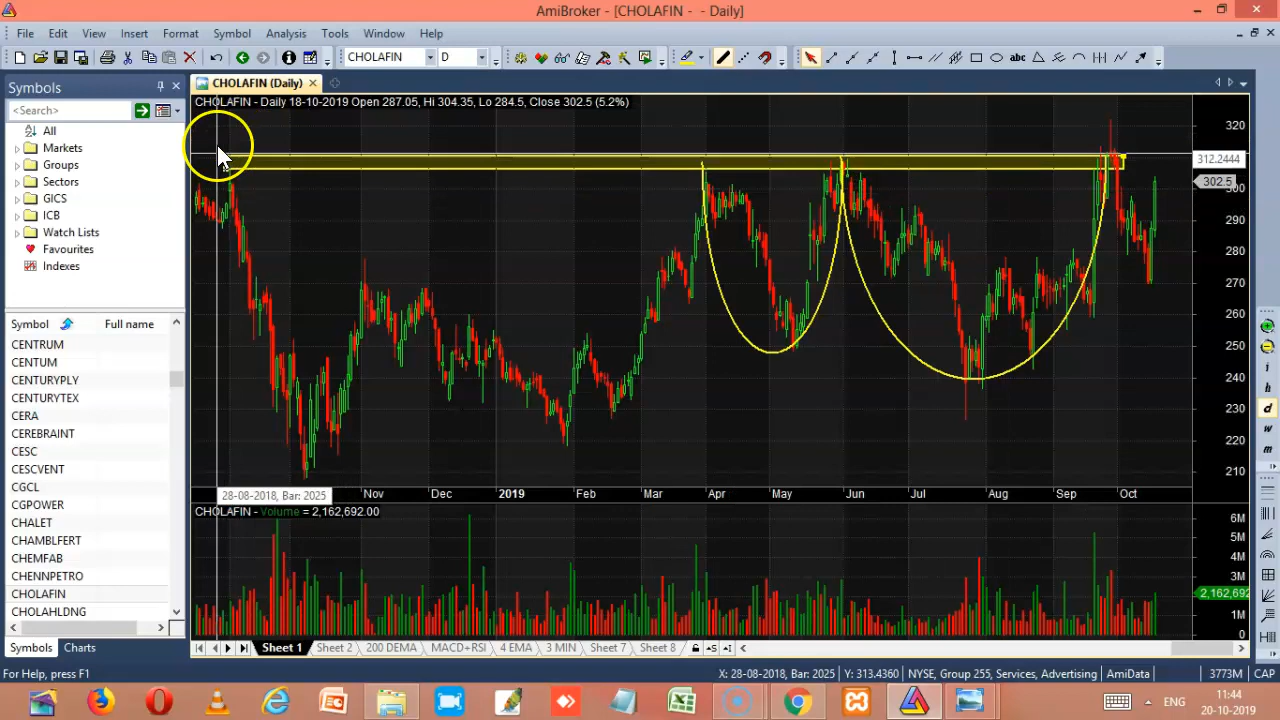 AmiBroker - [CHOLAFIN - - Daily]
File Edit View Insert Format Symbol Analysis Tools Window Help
CHOLAFIN D abc
Symbols
CHOLAFIN (Daily)
<Search>
CHOLAFIN - Daily 18-10-2019 Open 287.05, Hi 304.35, Lo 284.5, Close 302.5 (5.2%)
All
Markets
Groups
Sectors
GICS
ICB
Watch Lists
Favourites
Indexes
Symbol Full name
CENTRUM
CENTUM
CENTURYPLY
CENTURYTEX
CERA
CEREBRAINT
CESC
CESCVENT
CGCL
CGPOWER
CHALET
CHAMBLFERT
CHEMFAB
CHENNPETRO
CHOLAFIN
CHOLAHLDNG
Symbols Charts
320
312.2444
302.5
300
290
280
270
260
250
240
230
220
210
28-08-2018, Bar: 2025 Nov Dec 2019 Feb Mar Apr May Jun Jul Aug Sep Oct
CHOLAFIN - Volume = 2,162,692.00
6M
5M
4M
3M
2,162,692
1M
0
i
h
d
w
m
Sheet 1 Sheet 2 200 DEMA MACD+RSI 4 EMA 3 MIN Sheet 7 Sheet 8
For Help, press F1 X: 28-08-2018, Bar: 2025 Y: 313.4360 NYSE, Group 255, Services, Advertising AmiData 3773M CAP
ENG
11:44
20-10-2019